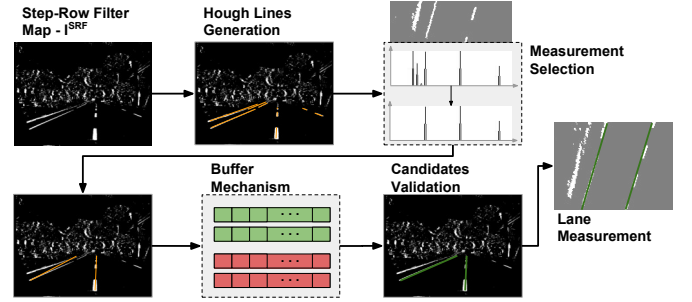 Step-Row Filter
Map - I^SRF
Hough Lines
Generation
Measurement
Selection
Buffer
Mechanism
Candidates
Validation
Lane
Measurement